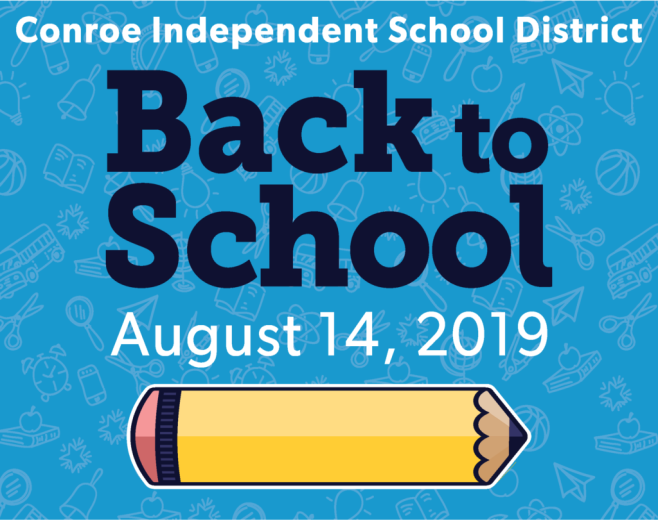 Conroe Independent School District
Back to
School
August 14, 2019